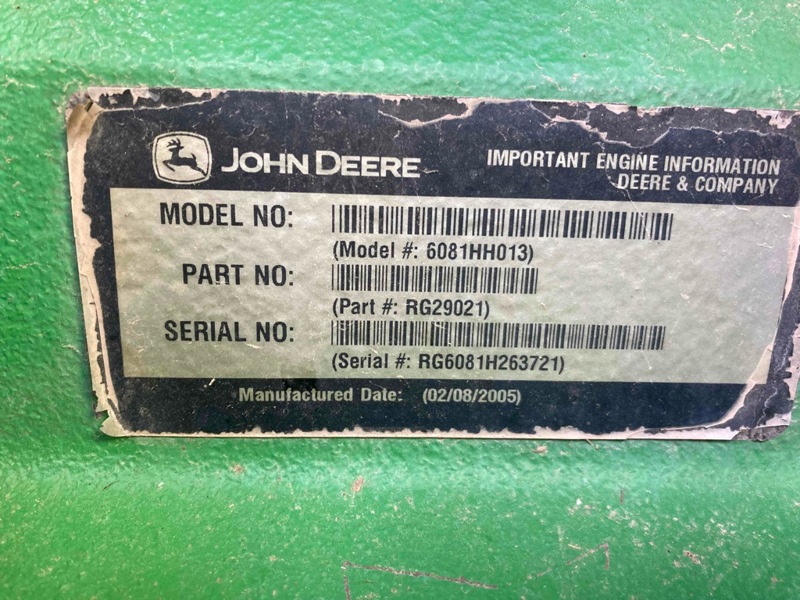 JOHN DEERE
IMPORTANT ENGINE INFORMATION
DEERE & COMPANY
MODEL NO:
(Model #: 6081HH013)
PART NO:
(Part #: RG29021)
SERIAL NO:
(Serial #: RG6081H263721)
Manufactured Date: (02/08/2005)